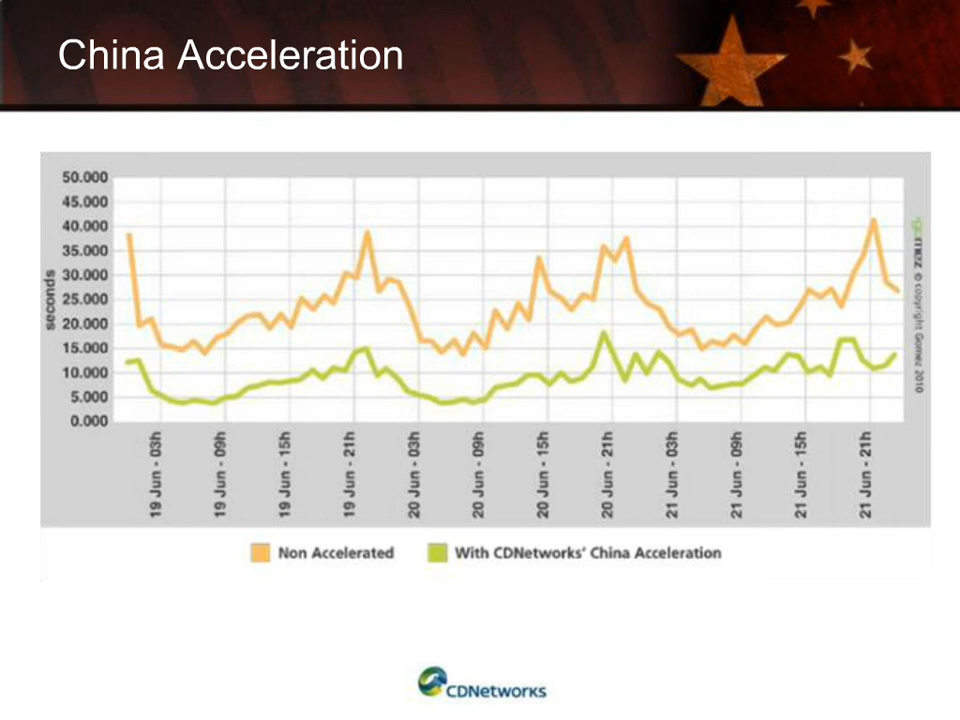 China Acceleration
50.000
45.000
40.000
35.000
30.000
25.000
20.000
15.000
10.000
5.000
0.000
seconds
19 Jun - 03h
19 Jun - 09h
19 Jun - 15h
19 Jun - 21h
20 Jun - 03h
20 Jun - 09h
20 Jun - 15h
20 Jun - 21h
21 Jun - 03h
21 Jun - 09h
21 Jun - 15h
21 Jun - 21h
gomez © copyright Gomez 2010
Non Accelerated
With CDNetworks’ China Acceleration
CDNetworks